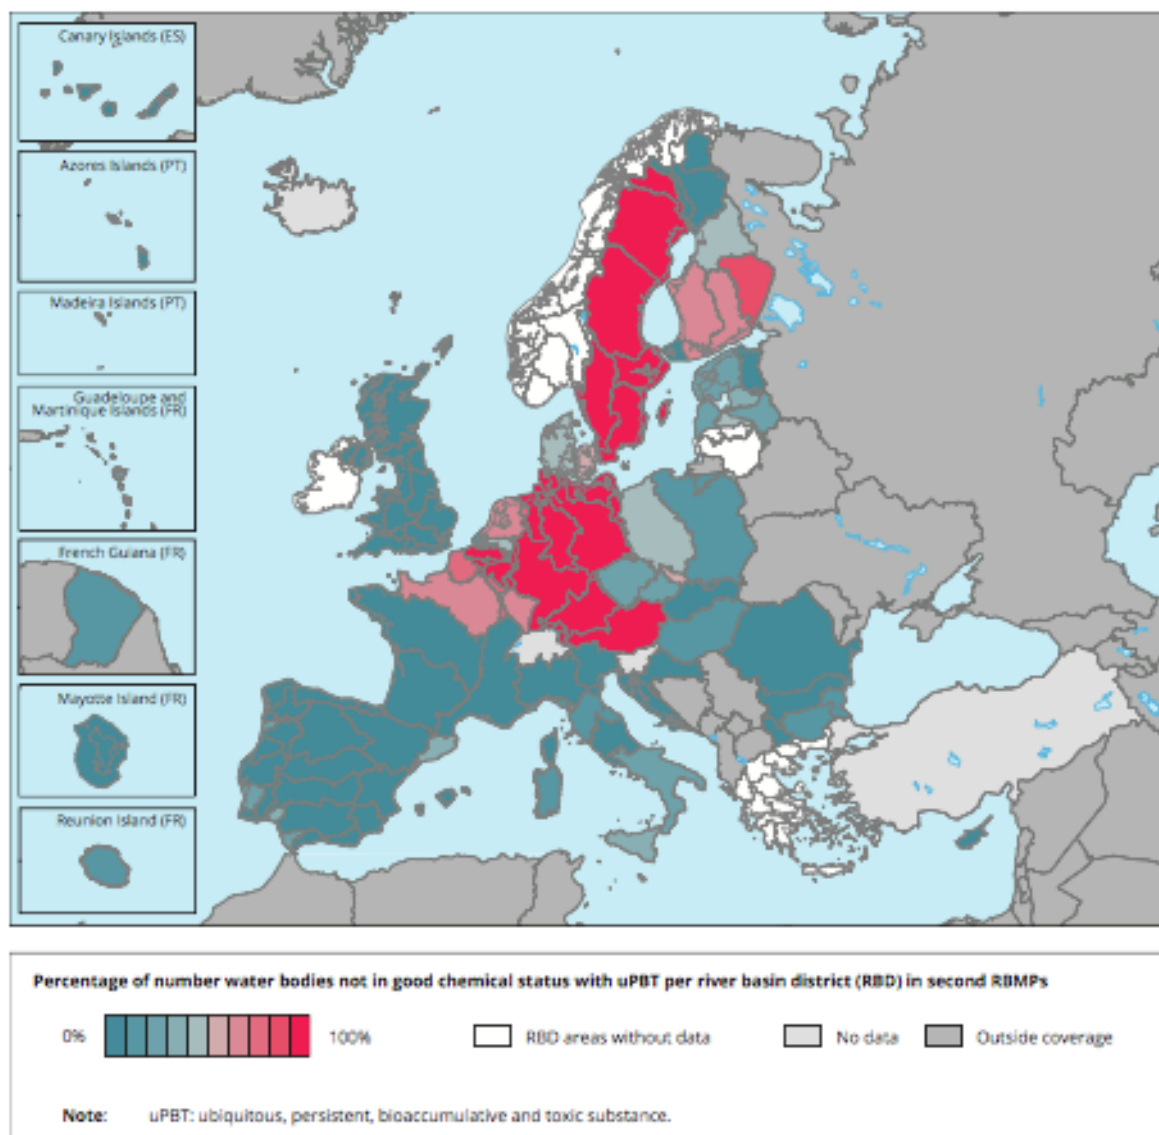 Canary Islands (ES)
Azores Islands (PT)
Madeira Islands (PT)
Guadeloupe and
Martinique Islands (FR)
French Guiana (FR)
Mayotte Island (FR)
Reunion Island (FR)
Percentage of number water bodies not in good chemical status with uPBT per river basin district (RBD) in second RBMPs
0% 100% RBD areas without data No data Outside coverage
Note: uPBT: ubiquitous, persistent, bioaccumulative and toxic substance.